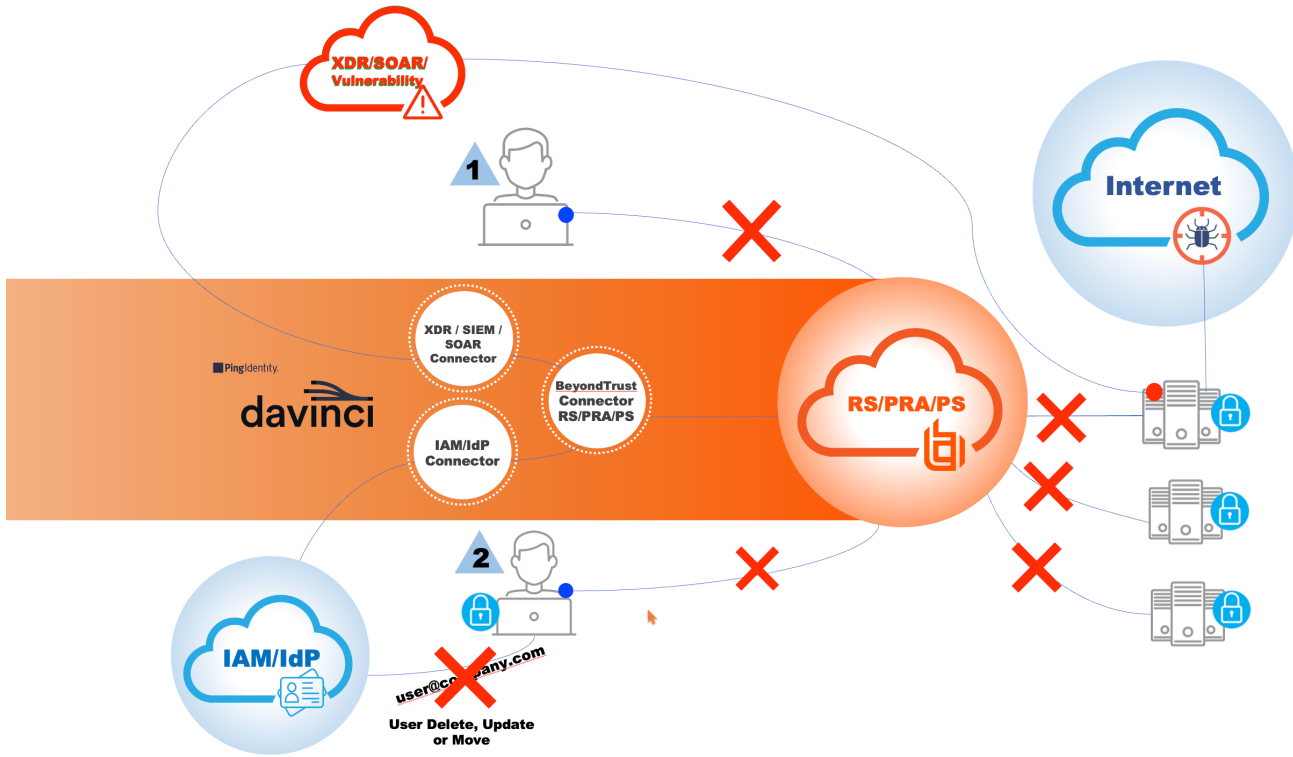 XDR/SOAR/
Vulnerability
1
Internet
XDR / SIEM /
SOAR
Connector
PingIdentity.
davinci
BeyondTrust
Connector
RS/PRA/PS
RS/PRA/PS
IAM/IdP
Connector
2
IAM/IdP
user@company.com
User Delete, Update
or Move